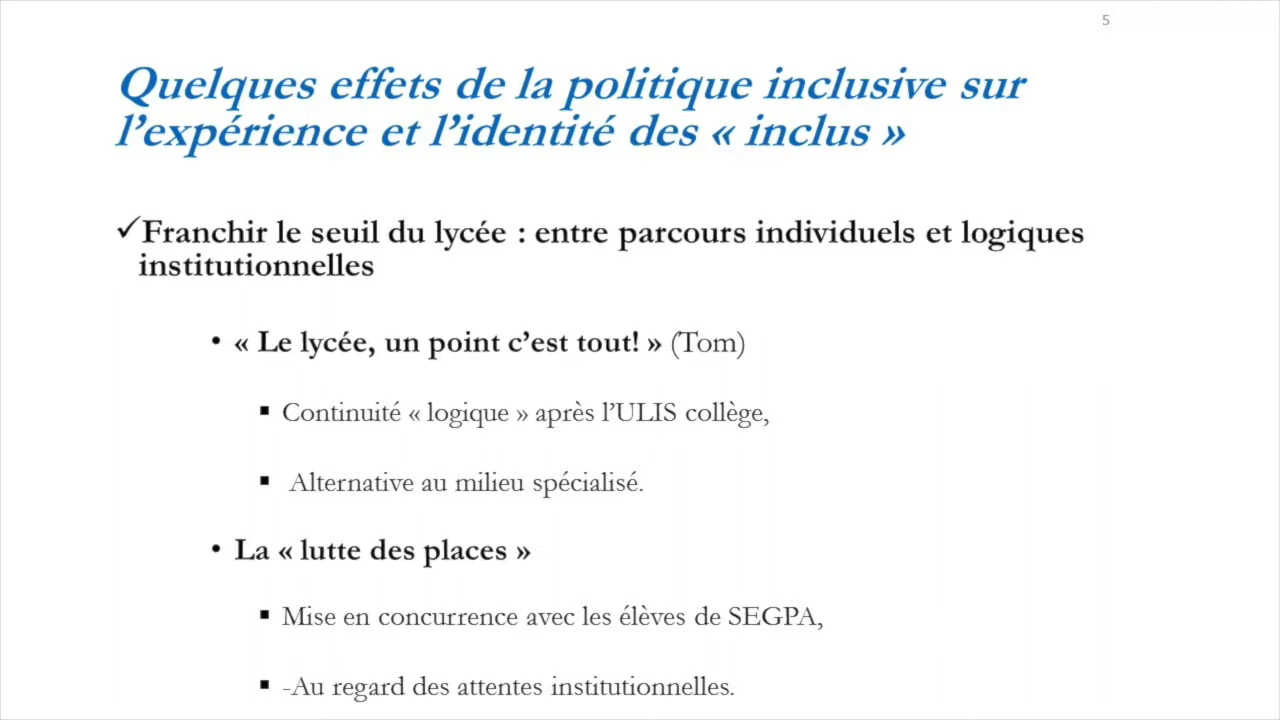 5
Quelques effets de la politique inclusive sur
l’expérience et l’identité des « inclus »
✓Franchir le seuil du lycée : entre parcours individuels et logiques
institutionnelles
• « Le lycée, un point c’est tout! » (Tom)
▪ Continuité « logique » après l’ULIS collège,
▪ Alternative au milieu spécialisé.
• La « lutte des places »
▪ Mise en concurrence avec les élèves de SEGPA,
▪ -Au regard des attentes institutionnelles.